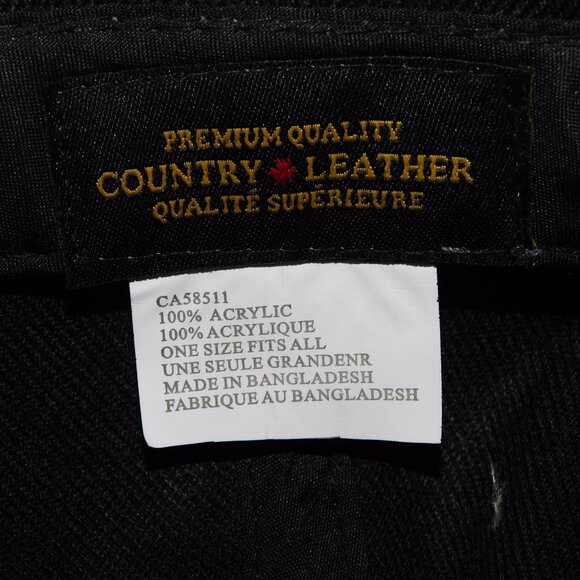 PREMIUM QUALITY
COUNTRY LEATHER
QUALITÉ SUPÉRIEURE
CA58511
100% ACRYLIC
100% ACRYLIQUE
ONE SIZE FITS ALL
UNE SEULE GRANDENR
MADE IN BANGLADESH
FABRIQUE AU BANGLADESH